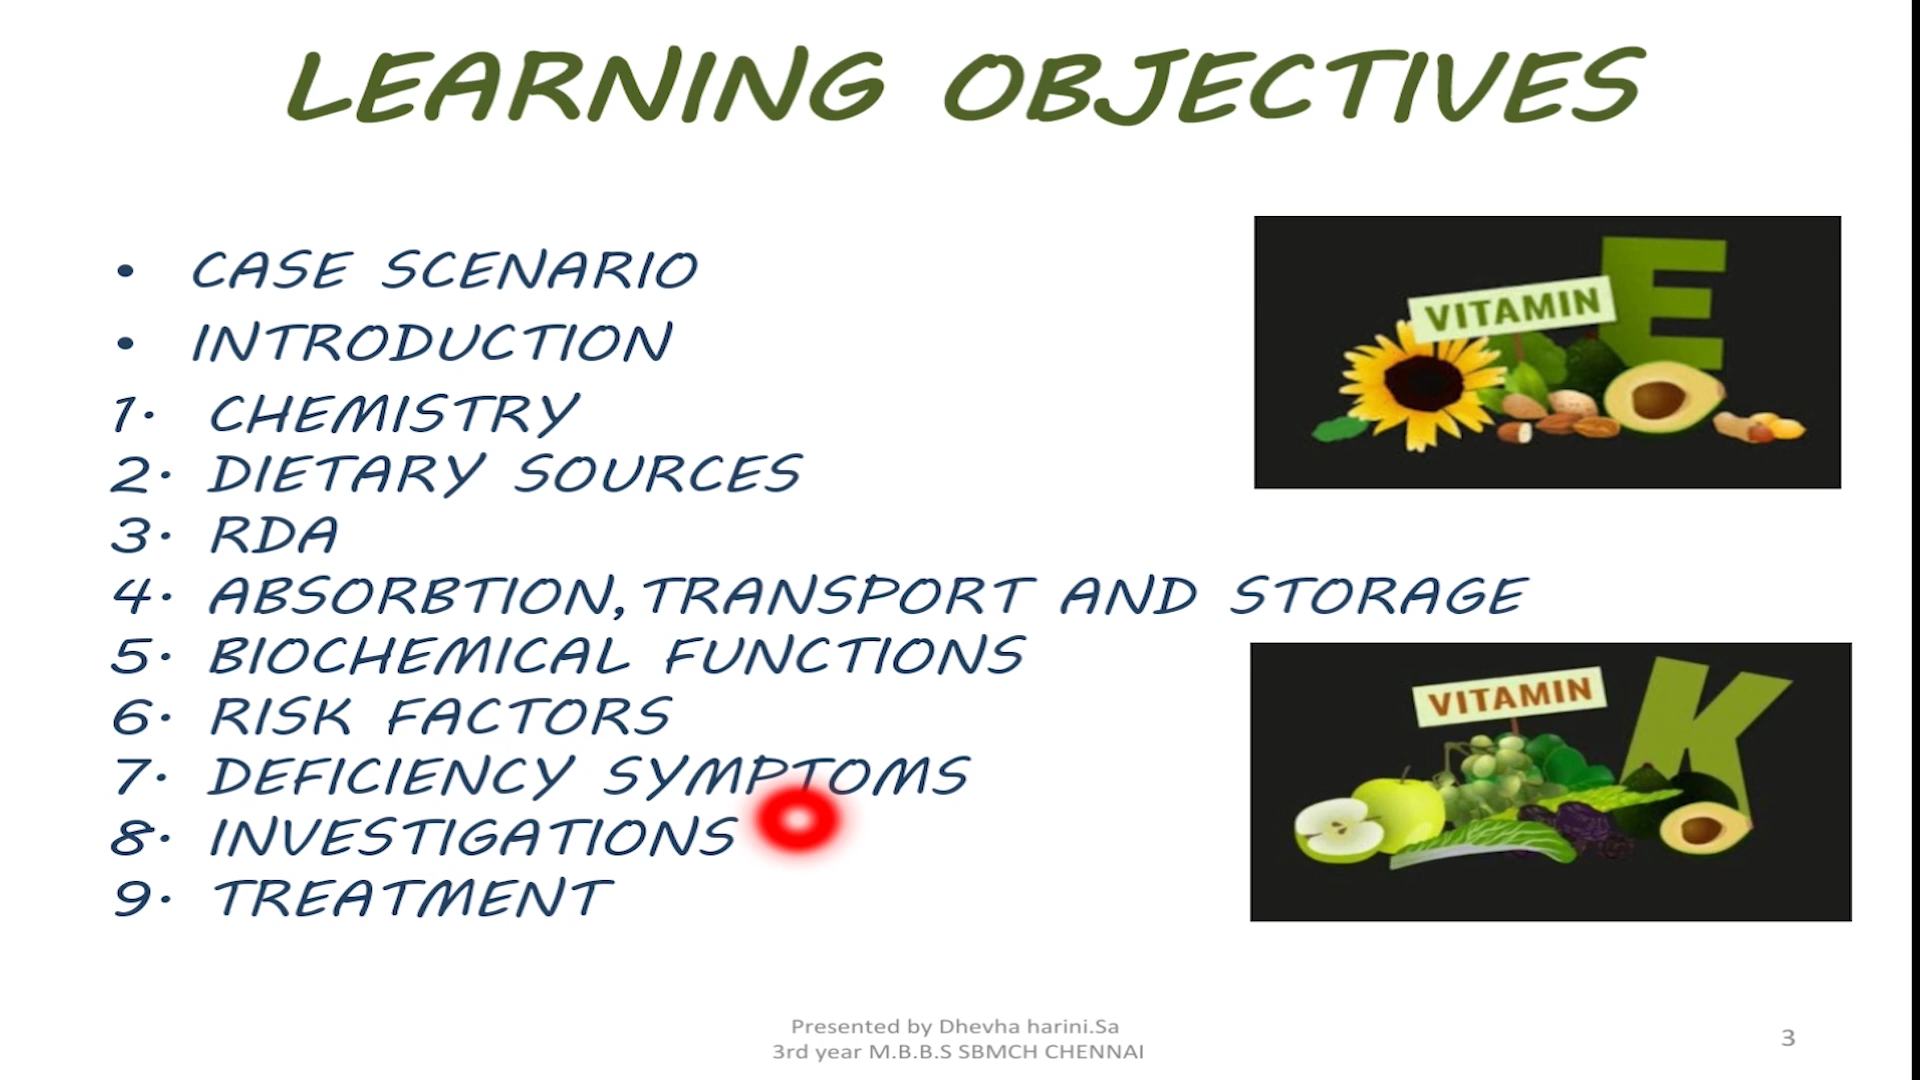 LEARNING OBJECTIVES
• CASE SCENARIO
• INTRODUCTION
1. CHEMISTRY
2. DIETARY SOURCES
3. RDA
4. ABSORBTION,TRANSPORT AND STORAGE
5. BIOCHEMICAL FUNCTIONS
6. RISK FACTORS
7. DEFICIENCY SYMPTOMS
8. INVESTIGATIONS
9. TREATMENT
VITAMIN E
VITAMIN K
Presented by Dhevha harini.Sa
3rd year M.B.B.S SBMCH CHENNAI
3